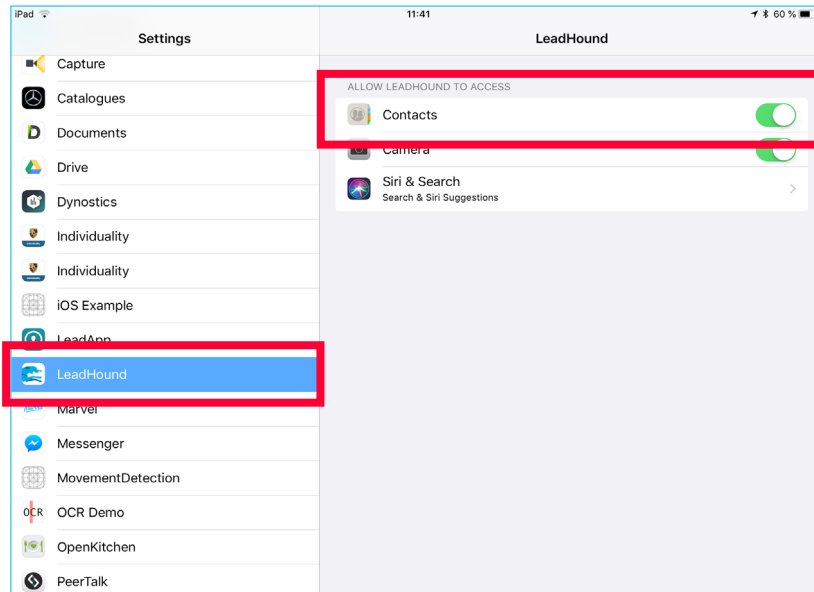 iPad 11:41 60 %
Settings
LeadHound
Capture
Catalogues
Documents
Drive
Dynostics
Individuality
Individuality
iOS Example
LeadApp
LeadHound
Marvel
Messenger
MovementDetection
OCR OCR Demo
OpenKitchen
PeerTalk
ALLOW LEADHOUND TO ACCESS
Contacts
Camera
Siri & Search
Search & Siri Suggestions